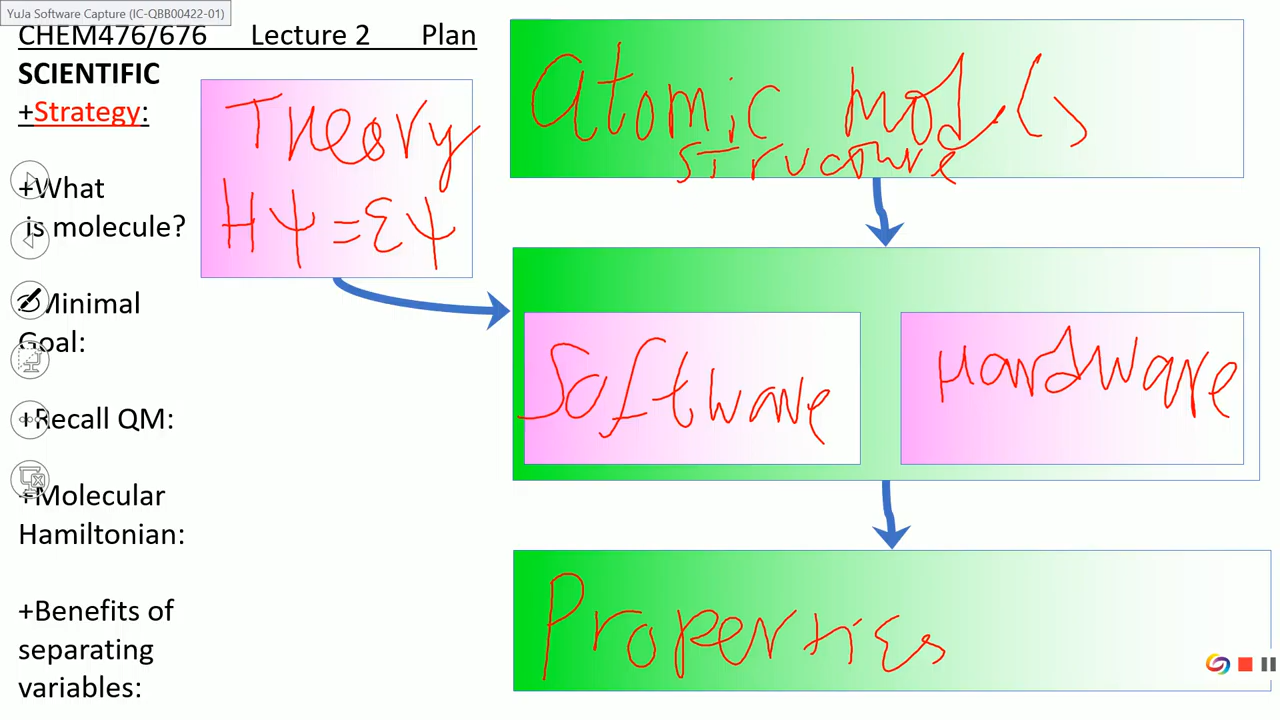 YuJa Software Capture (IC-QBB00422-01)
CHEM476/676 Lecture 2 Plan
SCIENTIFIC
+Strategy:
+What
is molecule?
+Minimal
Goal:
+Recall QM:
+Molecular
Hamiltonian:
+Benefits of
separating
variables:
Theory
Hψ=Eψ
Atomic models
structure
Software
Hardware
Properties